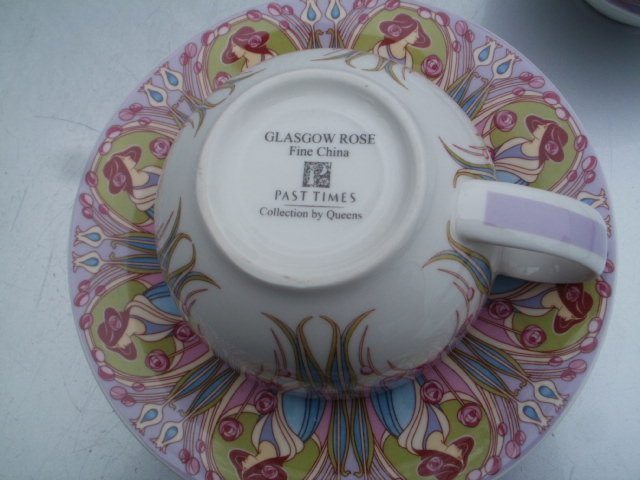 GLASGOW ROSE
Fine China
PAST TIMES
Collection by Queens